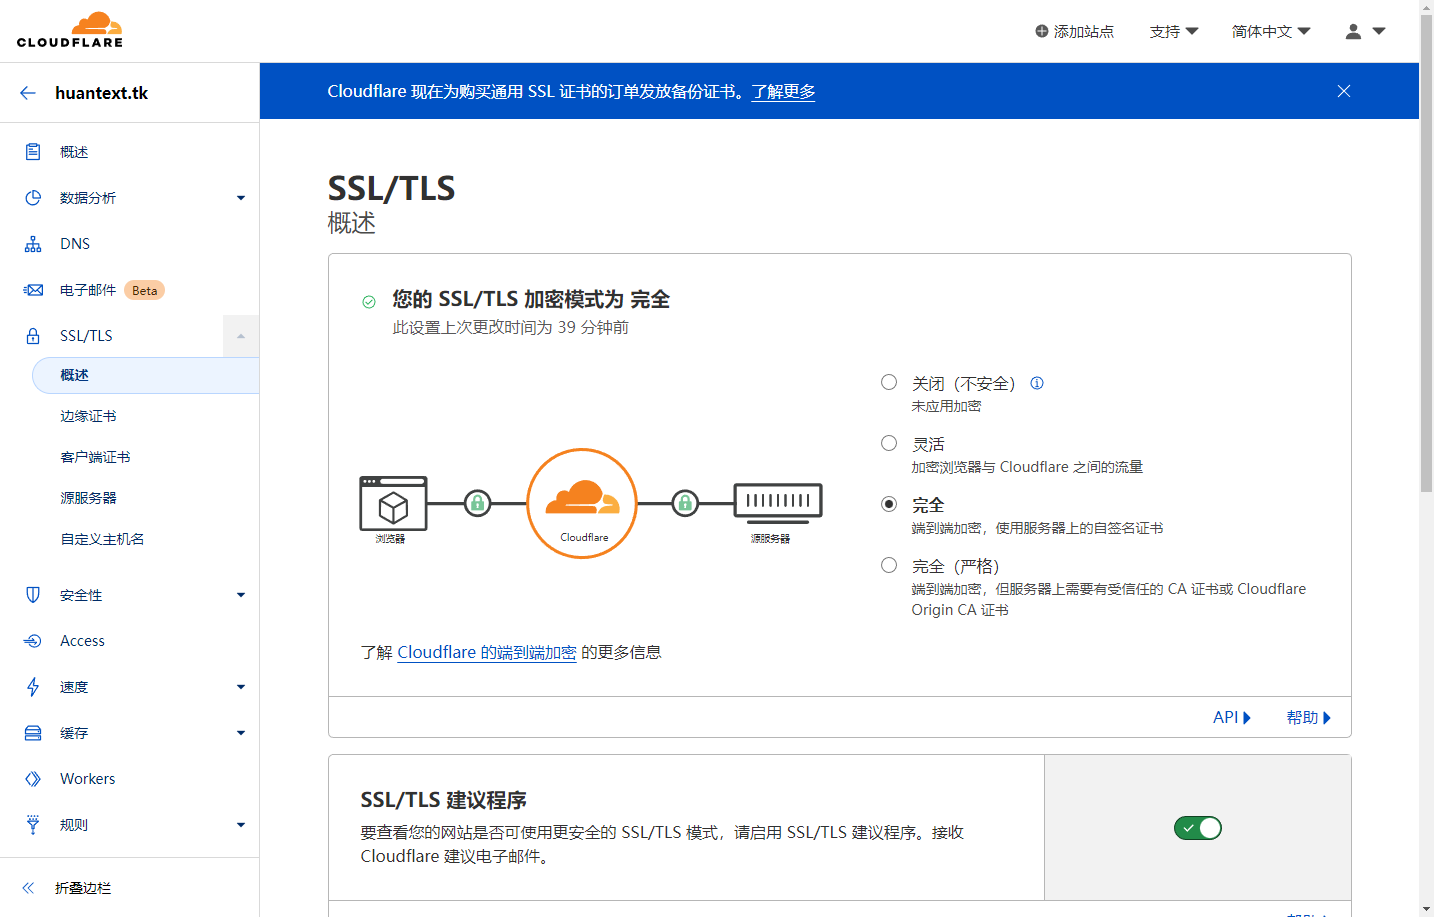 CLOUDFLARE
添加站点
支持
简体中文
huantext.tk
Cloudflare 现在为购买通用 SSL 证书的订单发放备份证书。了解更多
概述
数据分析
DNS
电子邮件 Beta
SSL/TLS
概述
边缘证书
客户端证书
源服务器
自定义主机名
安全性
Access
速度
缓存
Workers
规则
折叠边栏
SSL/TLS
概述
您的 SSL/TLS 加密模式为 完全
此设置上次更改时间为 39 分钟前
浏览器
Cloudflare
源服务器
关闭（不安全）
未应用加密
灵活
加密浏览器与 Cloudflare 之间的流量
完全
端到端加密，使用服务器上的自签名证书
完全（严格）
端到端加密，但服务器上需要有受信任的 CA 证书或 Cloudflare
Origin CA 证书
了解 Cloudflare 的端到端加密 的更多信息
API
帮助
SSL/TLS 建议程序
要查看您的网站是否可使用更安全的 SSL/TLS 模式，请启用 SSL/TLS 建议程序。接收
Cloudflare 建议电子邮件。